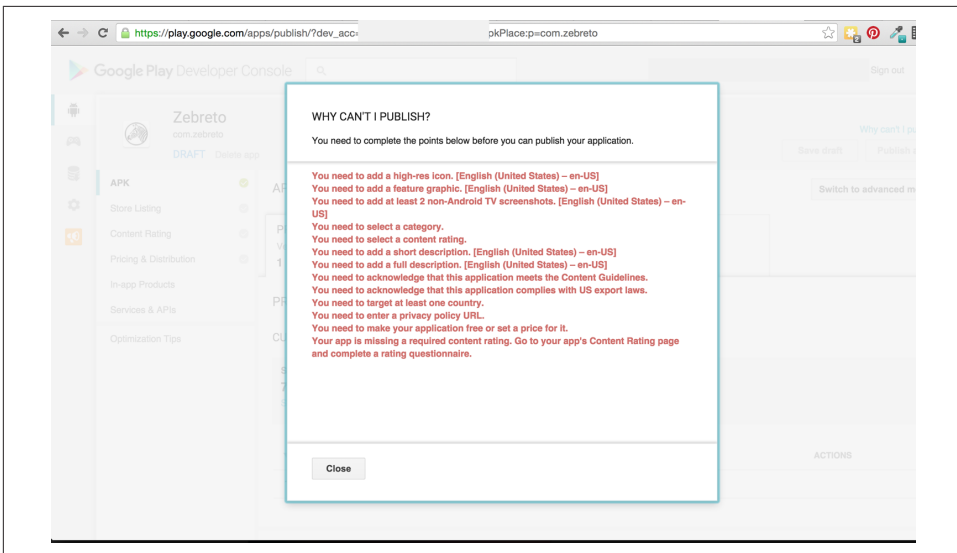 https://play.google.com/apps/publish/?dev_acc= pkPlace:p=com.zebreto
Google Play Developer Console
Sign out
Zebreto
com.zebreto
DRAFT Delete app
Why can't I pu
Save draft Publish
APK
Store Listing
Content Rating
Pricing & Distribution
In-app Products
Services & APIs
Optimization Tips
AP
Switch to advanced m
P
1
PR
CU
S
7
ACTIONS
WHY CAN'T I PUBLISH?
You need to complete the points below before you can publish your application.
You need to add a high-res icon. [English (United States) – en-US]
You need to add a feature graphic. [English (United States) – en-US]
You need to add at least 2 non-Android TV screenshots. [English (United States) – en-
US]
You need to select a category.
You need to select a content rating.
You need to add a short description. [English (United States) – en-US]
You need to add a full description. [English (United States) – en-US]
You need to acknowledge that this application meets the Content Guidelines.
You need to acknowledge that this application complies with US export laws.
You need to target at least one country.
You need to enter a privacy policy URL.
You need to make your application free or set a price for it.
Your app is missing a required content rating. Go to your app's Content Rating page
and complete a rating questionnaire.
Close